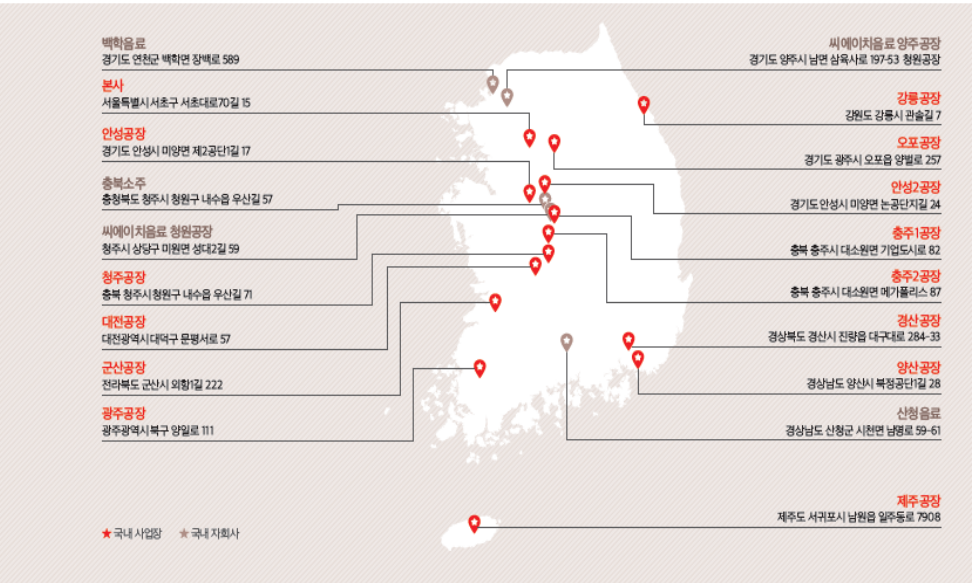 백학음료
경기도 연천군 백학면 장백로 589
본사
서울특별시 서초구 서초대로70길 15
안성공장
경기도 안성시 미양면 제2공단1길 17
충북소주
충청북도 청주시 청원구 내수읍 우산길 57
씨에이치음료 청원공장
청주시 상당구 미원면 성대2길 59
청주공장
충북 청주시 청원구 내수읍 우산길 71
대전공장
대전광역시 대덕구 문평서로 57
군산공장
전라북도 군산시 외항1길 222
광주공장
광주광역시 북구 양일로 111
씨에이치음료 양주공장
경기도 양주시 남면 삼육사로 197-53 청원공장
강릉공장
강원도 강릉시 관솔길 7
오포공장
경기도 광주시 오포읍 양벌로 257
안성2공장
경기도 안성시 미양면 논공단지길 24
충주1공장
충북 충주시 대소원면 기업도시로 82
충주2공장
충북 충주시 대소원면 메가폴리스 87
경산공장
경상북도 경산시 진량읍 대구대로 284-33
양산공장
경상남도 양산시 북정공단1길 28
산청음료
경상남도 산청군 시천면 남명로 59-61
제주공장
제주도 서귀포시 남원읍 일주동로 7908
국내 사업장 국내 자회사